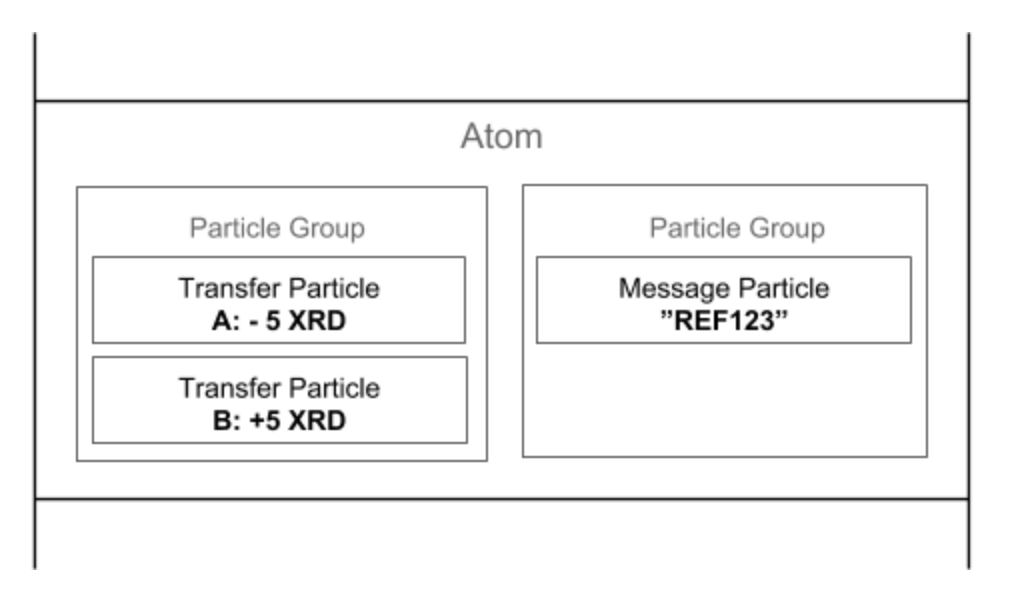 Atom
Particle Group
Transfer Particle
A: - 5 XRD
Transfer Particle
B: +5 XRD
Particle Group
Message Particle
”REF123”